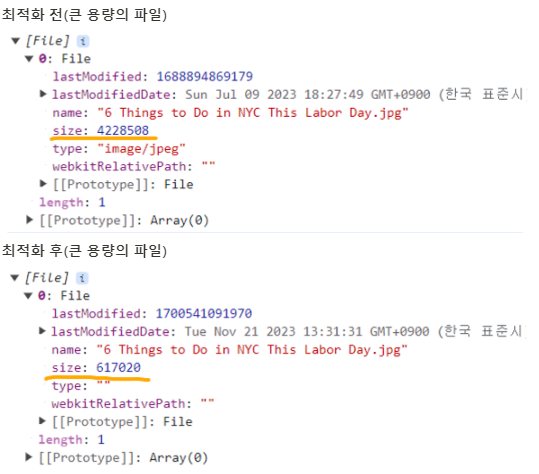 최적화 전(큰 용량의 파일)
▼ [File] i
▼ 0: File
lastModified: 1688894869179
▶ lastModifiedDate: Sun Jul 09 2023 18:27:49 GMT+0900 (한국 표준시
name: "6 Things to Do in NYC This Labor Day.jpg"
size: 4228508
type: "image/jpeg"
webkitRelativePath: ""
▶ [[Prototype]]: File
length: 1
▶ [[Prototype]]: Array(0)
최적화 후(큰 용량의 파일)
▼ [File] i
▼ 0: File
lastModified: 1700541091970
▶ lastModifiedDate: Tue Nov 21 2023 13:31:31 GMT+0900 (한국 표준시
name: "6 Things to Do in NYC This Labor Day.jpg"
size: 617020
type: ""
webkitRelativePath: ""
▶ [[Prototype]]: File
length: 1
▶ [[Prototype]]: Array(0)